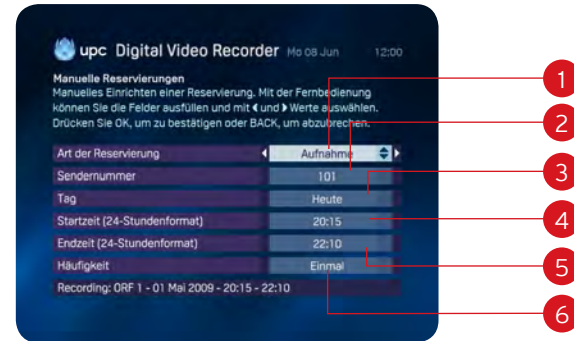 upc Digital Video Recorder Mo 08 Jun 12:00
Manuelle Reservierungen
Manuelles Einrichten einer Reservierung. Mit der Fernbedienung
können Sie die Felder ausfüllen und mit ◀ und ▶ Werte auswählen.
Drücken Sie OK, um zu bestätigen oder BACK, um abzubrechen.
Art der Reservierung Aufnahme
Sendernummer 101
Tag Heute
Startzeit (24-Stundenformat) 20:15
Endzeit (24-Stundenformat) 22:10
Häufigkeit Einmal
Recording: ORF 1 - 01 Mai 2009 - 20:15 - 22:10
1
2
3
4
5
6